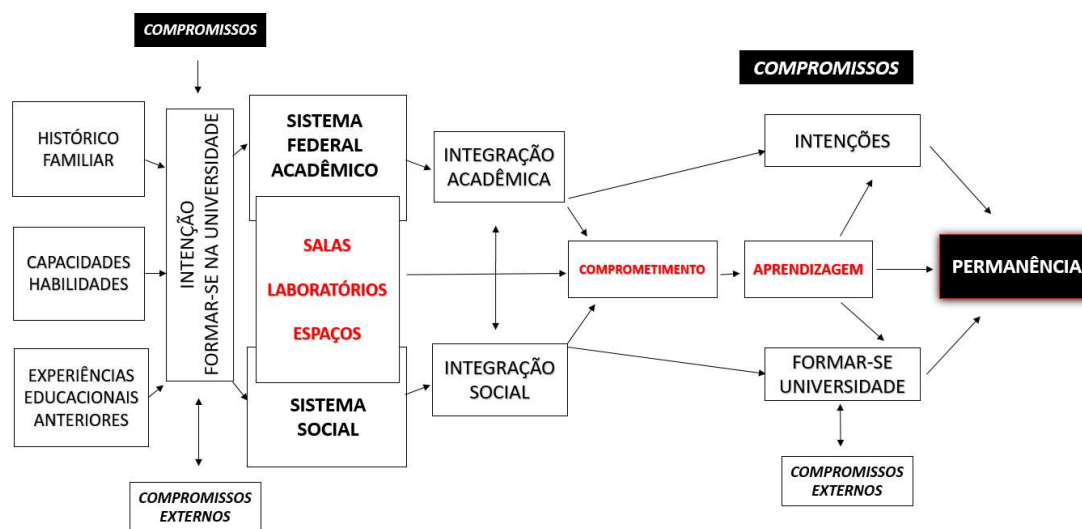 COMPROMISSOS
HISTÓRICO
FAMILIAR
CAPACIDADES
HABILIDADES
EXPERIÊNCIAS
EDUCACIONAIS
ANTERIORES
INTENÇÃO
FORMAR-SE NA UNIVERSIDADE
COMPROMISSOS
EXTERNOS
SISTEMA
FEDERAL
ACADÊMICO
SALAS
LABORATÓRIOS
ESPAÇOS
SISTEMA
SOCIAL
INTEGRAÇÃO
ACADÊMICA
INTEGRAÇÃO
SOCIAL
COMPROMETIMENTO
APRENDIZAGEM
COMPROMISSOS
INTENÇÕES
FORMAR-SE
UNIVERSIDADE
COMPROMISSOS
EXTERNOS
PERMANÊNCIA